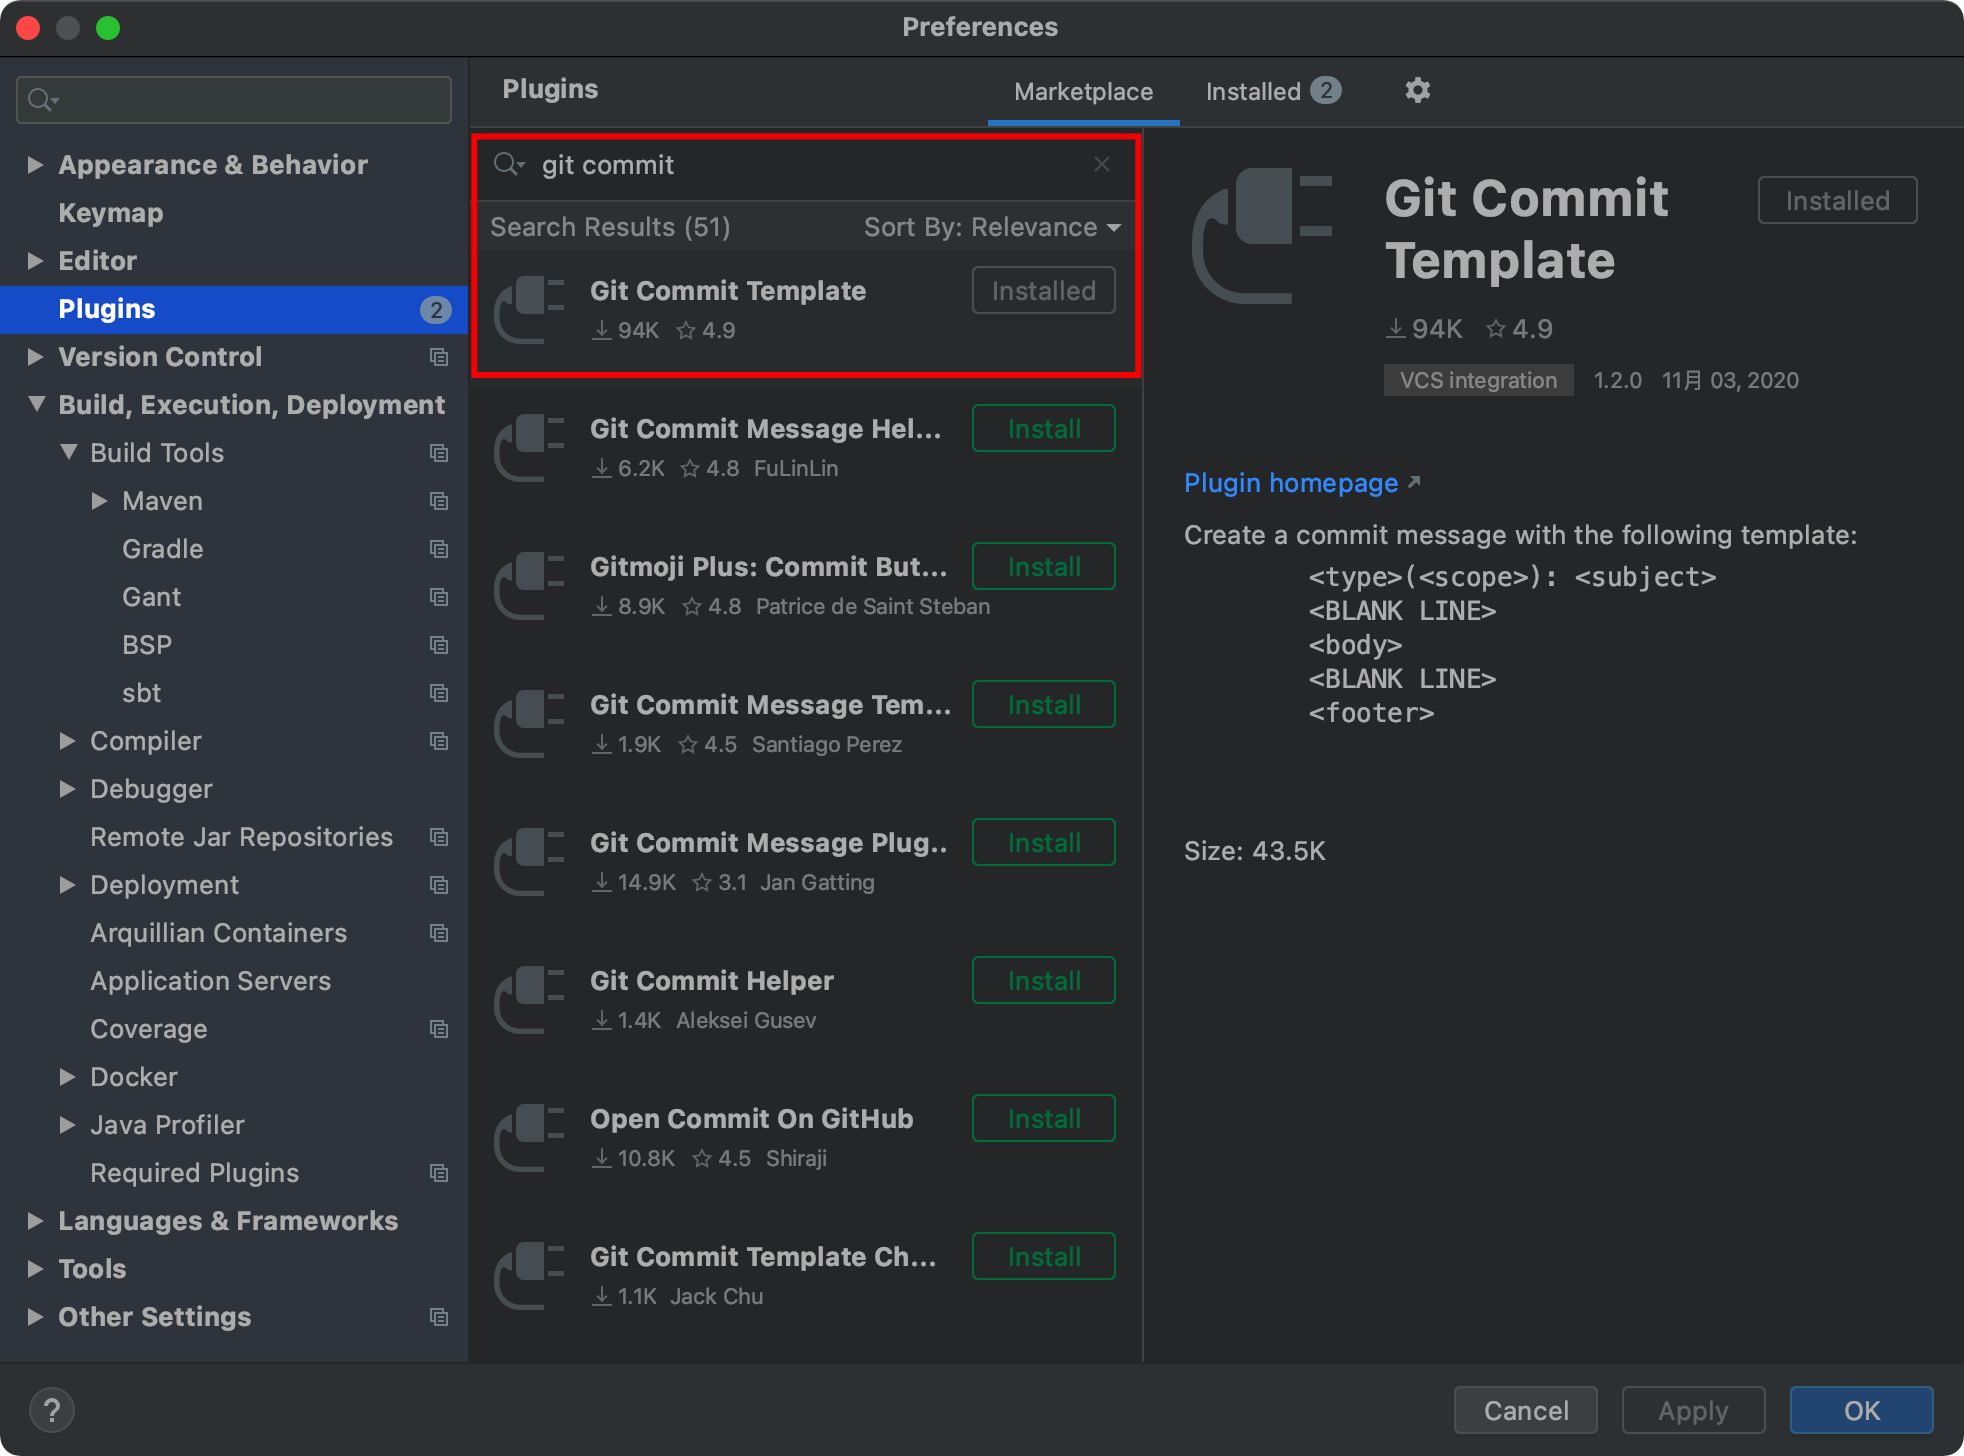 Preferences
Appearance & Behavior
Keymap
Editor
Plugins 2
Version Control
Build, Execution, Deployment
Build Tools
Maven
Gradle
Gant
BSP
sbt
Compiler
Debugger
Remote Jar Repositories
Deployment
Arquillian Containers
Application Servers
Coverage
Docker
Java Profiler
Required Plugins
Languages & Frameworks
Tools
Other Settings
Plugins
Marketplace
Installed 2
git commit
Search Results (51) Sort By: Relevance
Git Commit Template Installed
94K 4.9
Git Commit Message Hel... Install
6.2K 4.8 FuLinLin
Gitmoji Plus: Commit But... Install
8.9K 4.8 Patrice de Saint Steban
Git Commit Message Tem... Install
1.9K 4.5 Santiago Perez
Git Commit Message Plug.. Install
14.9K 3.1 Jan Gatting
Git Commit Helper Install
1.4K Aleksei Gusev
Open Commit On GitHub Install
10.8K 4.5 Shiraji
Git Commit Template Ch... Install
1.1K Jack Chu
Git Commit
Template
Installed
94K 4.9
VCS integration 1.2.0 11月 03, 2020
Plugin homepage
Create a commit message with the following template:
<type>(<scope>): <subject>
<BLANK LINE>
<body>
<BLANK LINE>
<footer>
Size: 43.5K
? Cancel Apply OK